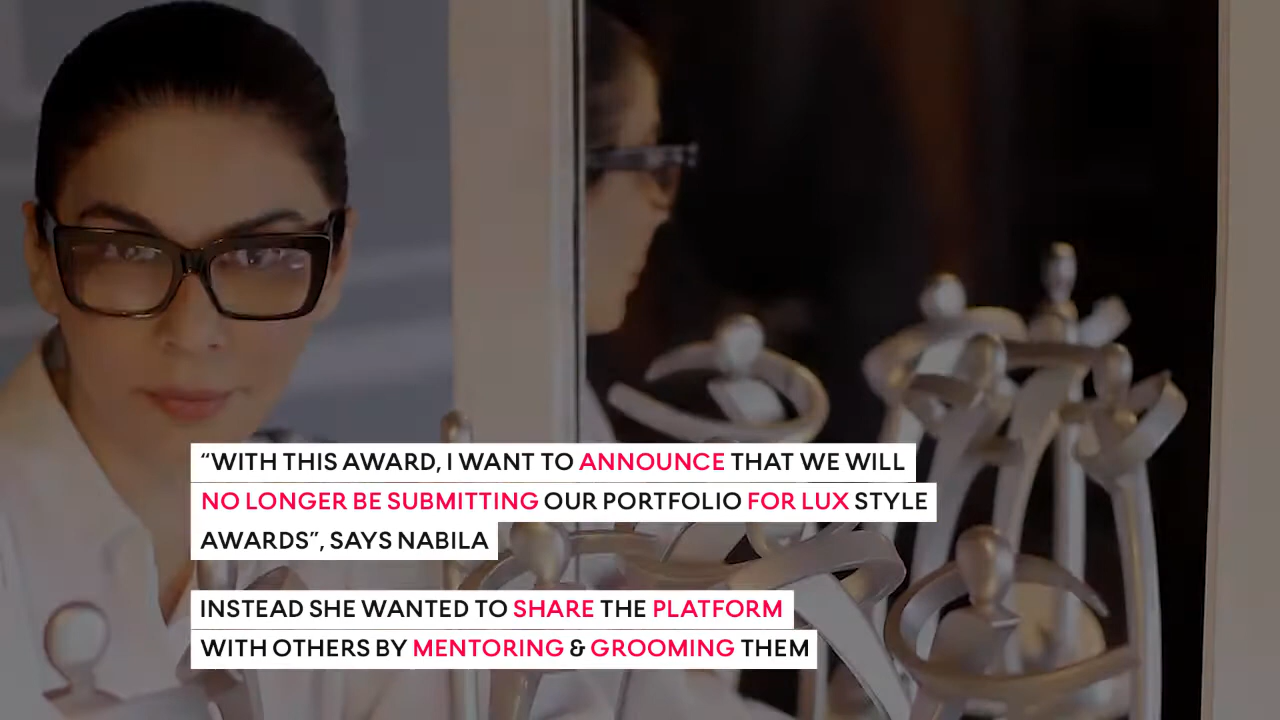 “WITH THIS AWARD, I WANT TO ANNOUNCE THAT WE WILL
NO LONGER BE SUBMITTING OUR PORTFOLIO FOR LUX STYLE
AWARDS”, SAYS NABILA
INSTEAD SHE WANTED TO SHARE THE PLATFORM
WITH OTHERS BY MENTORING & GROOMING THEM